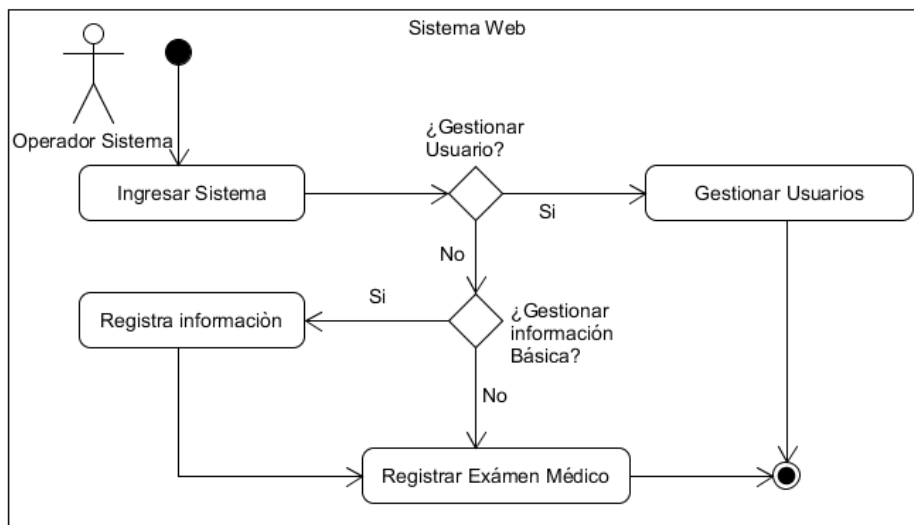 Sistema Web
Operador Sistema
¿Gestionar
Usuario?
Ingresar Sistema
Si
Gestionar Usuarios
No
Si
Registra informaciòn
¿Gestionar
información
Básica?
No
Registrar Exámen Médico